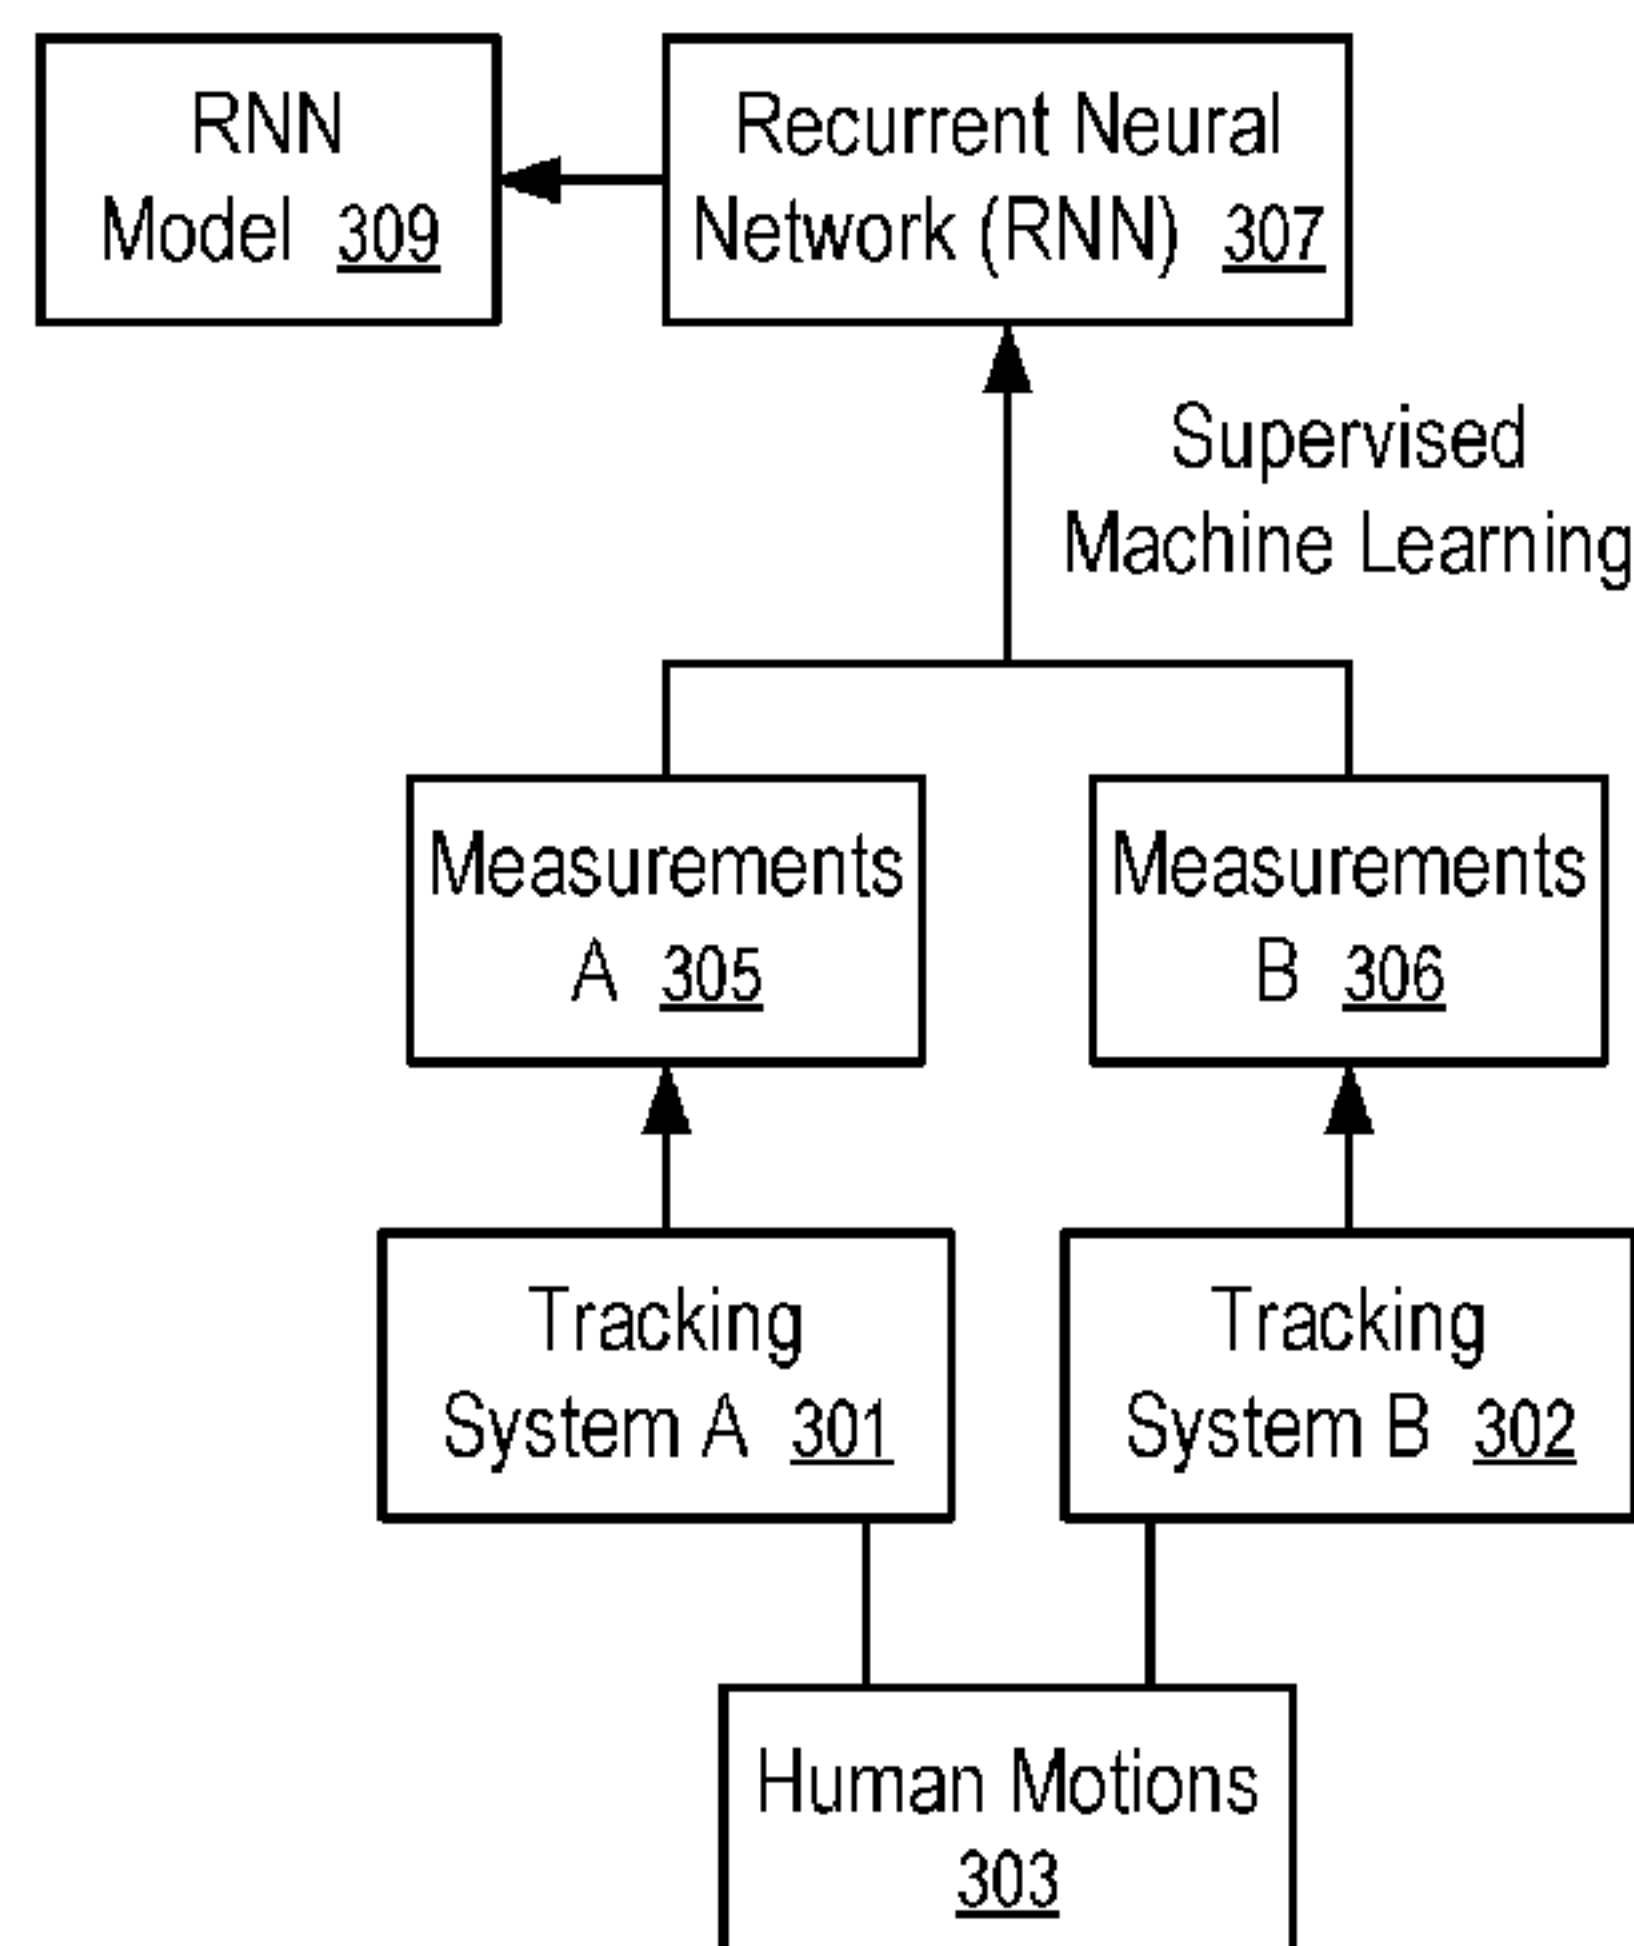 RNN
Model 309
Recurrent Neural
Network (RNN) 307
Supervised
Machine Learning
Measurements
A 305
Measurements
B 306
Tracking
System A 301
Tracking
System B 302
Human Motions
303